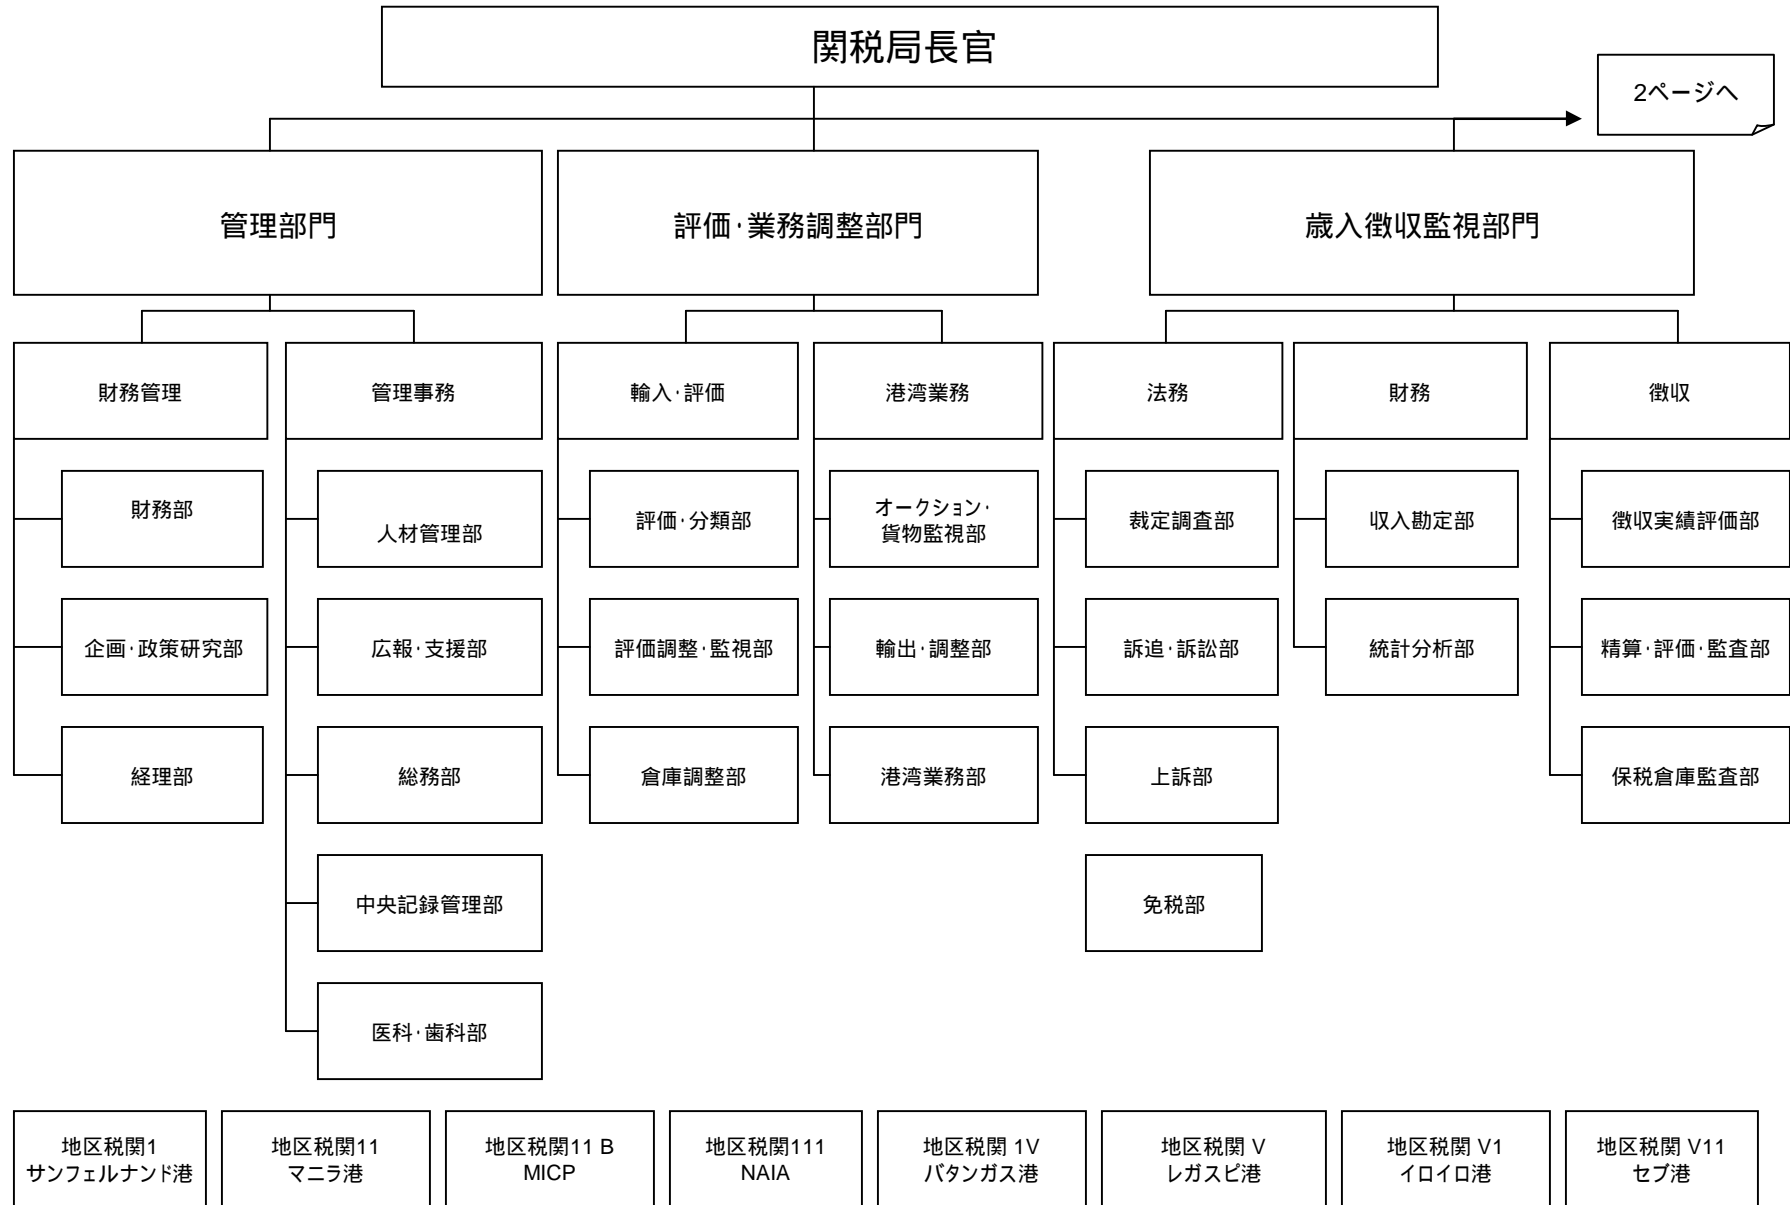 関税局長官
2ページへ
管理部門
評価･業務調整部門
歳入徴収監視部門
財務管理
管理事務
輸入･評価
港湾業務
法務
財務
徴収
財務部
人材管理部
評価･分類部
オークション･
貨物監視部
裁定調査部
収入勘定部
徴収実績評価部
企画･政策研究部
広報･支援部
評価調整･監視部
輸出･調整部
訴追･訴訟部
統計分析部
精算･評価･監査部
経理部
総務部
倉庫調整部
港湾業務部
上訴部
保税倉庫監査部
中央記録管理部
免税部
医科･歯科部
地区税関1
サンフェルナンド港
地区税関11
マニラ港
地区税関11 B
MICP
地区税関111
NAIA
地区税関 1V
バタンガス港
地区税関 V
レガスピ港
地区税関 V1
イロイロ港
地区税関 V11
セブ港